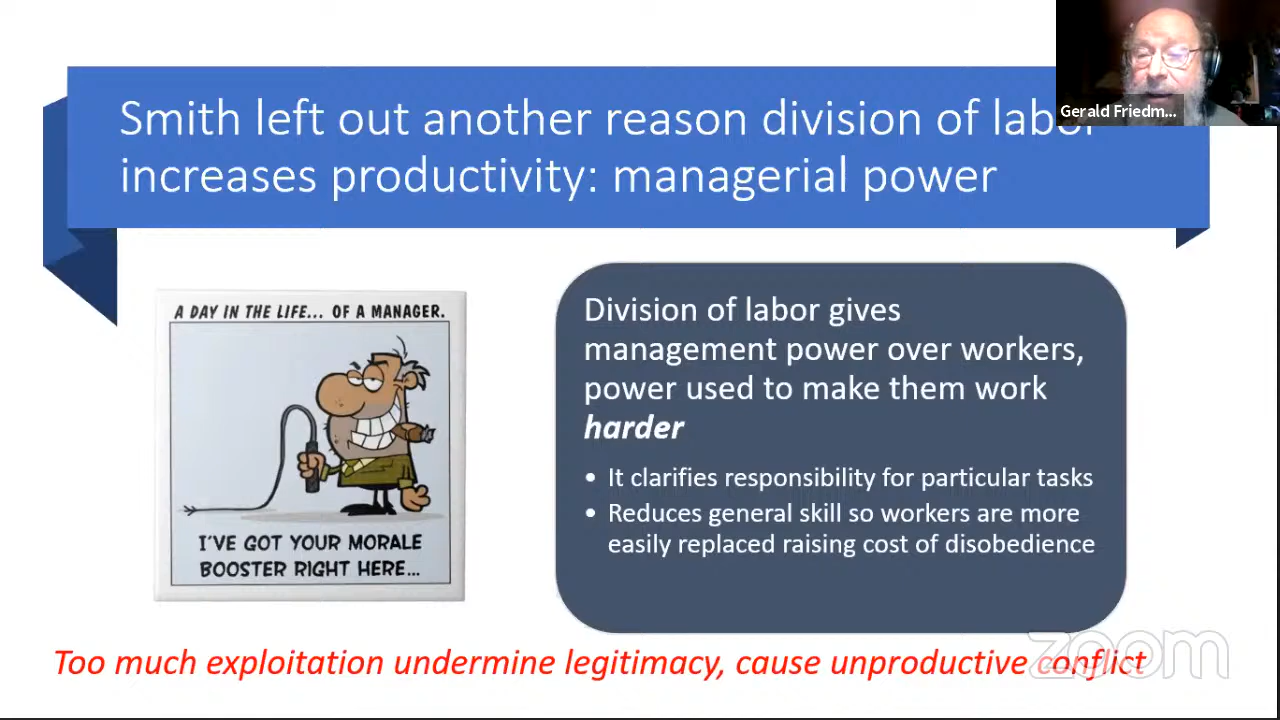 Gerald Friedm...
Smith left out another reason division of labor
increases productivity: managerial power
A DAY IN THE LIFE... OF A MANAGER.
I'VE GOT YOUR MORALE
BOOSTER RIGHT HERE...
Division of labor gives
management power over workers,
power used to make them work
harder
• It clarifies responsibility for particular tasks
• Reduces general skill so workers are more
easily replaced raising cost of disobedience
Too much exploitation undermine legitimacy, cause unproductive conflict
zoom